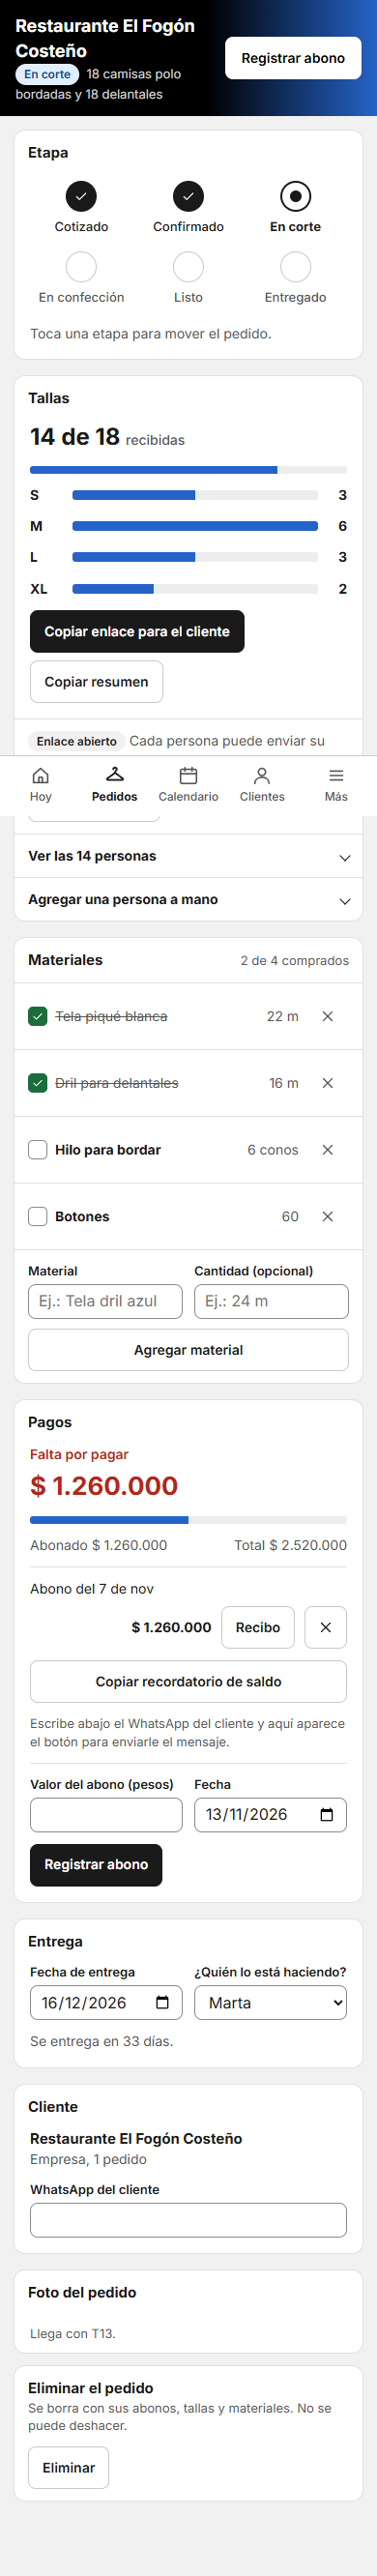 Restaurante El Fogón
Costeño
Registrar abono
En corte 18 camisas polo
bordadas y 18 delantales
Etapa
Cotizado Confirmado En corte
En confección Listo Entregado
Toca una etapa para mover el pedido.
Tallas
14 de 18 recibidas
S 3
M 6
L 3
XL 2
Copiar enlace para el cliente
Copiar resumen
Enlace abierto Cada persona puede enviar su
Hoy Pedidos Calendario Clientes Más
Ver las 14 personas
Agregar una persona a mano
Materiales 2 de 4 comprados
Tela piqué blanca 22 m
Dril para delantales 16 m
Hilo para bordar 6 conos
Botones 60
Material Cantidad (opcional)
Ej.: Tela dril azul Ej.: 24 m
Agregar material
Pagos
Falta por pagar
$ 1.260.000
Abonado $ 1.260.000 Total $ 2.520.000
Abono del 7 de nov
$ 1.260.000 Recibo
Copiar recordatorio de saldo
Escribe abajo el WhatsApp del cliente y aquí aparece
el botón para enviarle el mensaje.
Valor del abono (pesos) Fecha
13/11/2026
Registrar abono
Entrega
Fecha de entrega ¿Quién lo está haciendo?
16/12/2026 Marta
Se entrega en 33 días.
Cliente
Restaurante El Fogón Costeño
Empresa, 1 pedido
WhatsApp del cliente
Foto del pedido
Llega con T13.
Eliminar el pedido
Se borra con sus abonos, tallas y materiales. No se
puede deshacer.
Eliminar